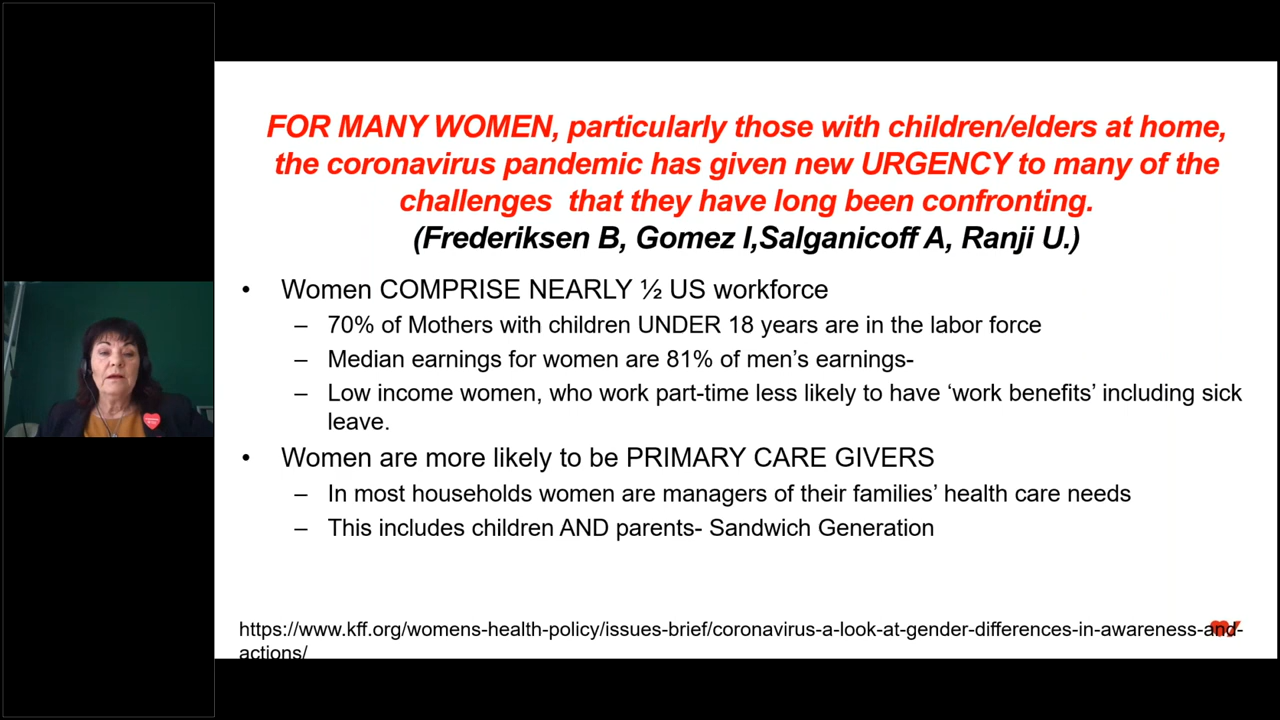 FOR MANY WOMEN, particularly those with children/elders at home,
the coronavirus pandemic has given new URGENCY to many of the
challenges  that they have long been confronting.
(Frederiksen B, Gomez I,Salganicoff A, Ranji U.)
• Women COMPRISE NEARLY ½ US workforce
– 70% of Mothers with children UNDER 18 years are in the labor force
– Median earnings for women are 81% of men’s earnings-
– Low income women, who work part-time less likely to have ‘work benefits’ including sick
leave.
• Women are more likely to be PRIMARY CARE GIVERS
– In most households women are managers of their families’ health care needs
– This includes children AND parents- Sandwich Generation
https://www.kff.org/womens-health-policy/issues-brief/coronavirus-a-look-at-gender-differences-in-awareness-and-
actions/